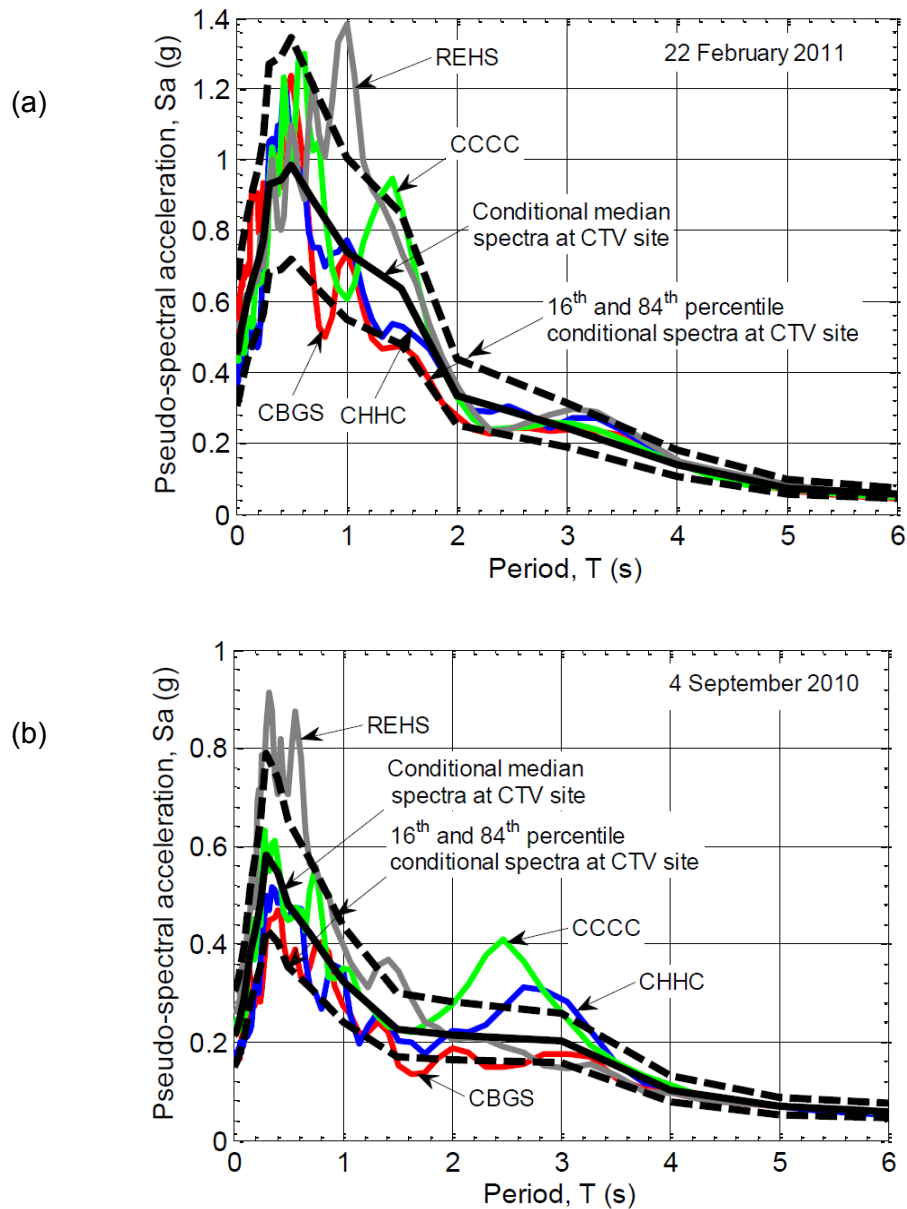 (a)
Pseudo-spectral acceleration, Sa (g)
1.4
1.2
1
0.8
0.6
0.4
0.2
0
22 February 2011
REHS
CCCC
Conditional median
spectra at CTV site
16th and 84th percentile
conditional spectra at CTV site
CBGS
CHHC
0 1 2 3 4 5 6
Period, T (s)
(b)
Pseudo-spectral acceleration, Sa (g)
1
0.8
0.6
0.4
0.2
0
4 September 2010
REHS
Conditional median
spectra at CTV site
16th and 84th percentile
conditional spectra at CTV site
CCCC
CHHC
CBGS
0 1 2 3 4 5 6
Period, T (s)